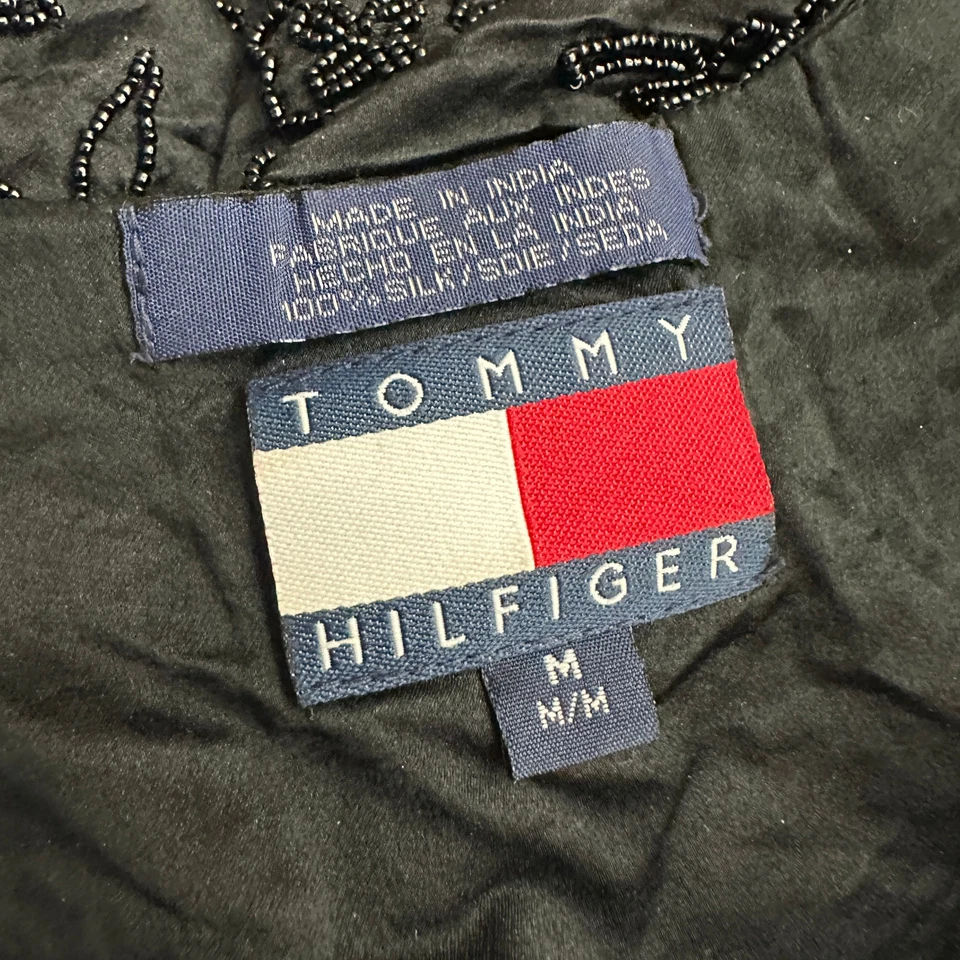 MADE IN INDIA
FABRIQUE AUX INDES
HECHO EN LA INDIA
100% SILK/SOIE/SEDA
TOMMY
HILFIGER
M
M/M